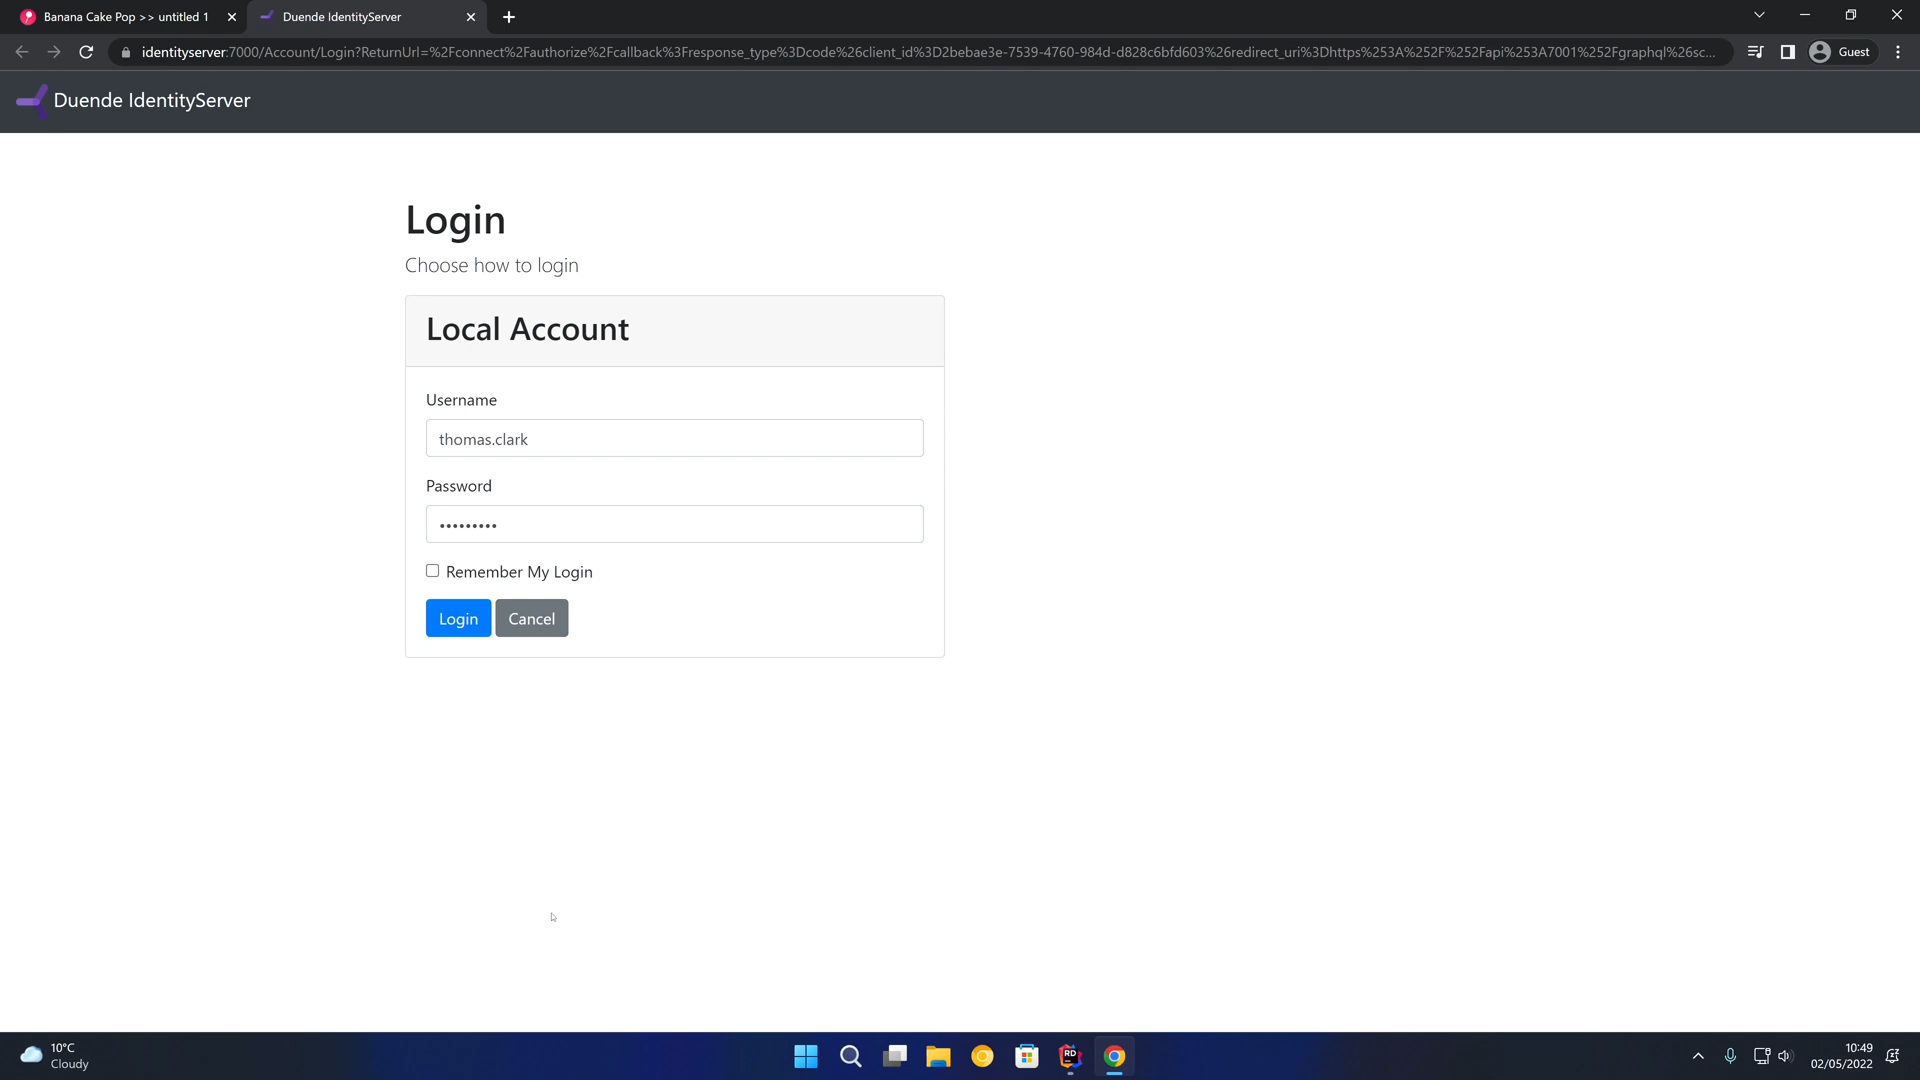 Banana Cake Pop >> untitled 1
Duende IdentityServer
identityserver:7000/Account/Login?ReturnUrl=%2Fconnect%2Fauthorize%2Fcallback%3Fresponse_type%3Dcode%26client_id%3D2bebae3e-7539-4760-984d-d828c6bfd603%26redirect_uri%3Dhttps%253A%252F%252Fapi%253A7001%252Fgraphql%26sc...
Guest
Duende IdentityServer
Login
Choose how to login
Local Account
Username
thomas.clark
Password
Remember My Login
Login Cancel
10°C
Cloudy
RD
10:49
02/05/2022